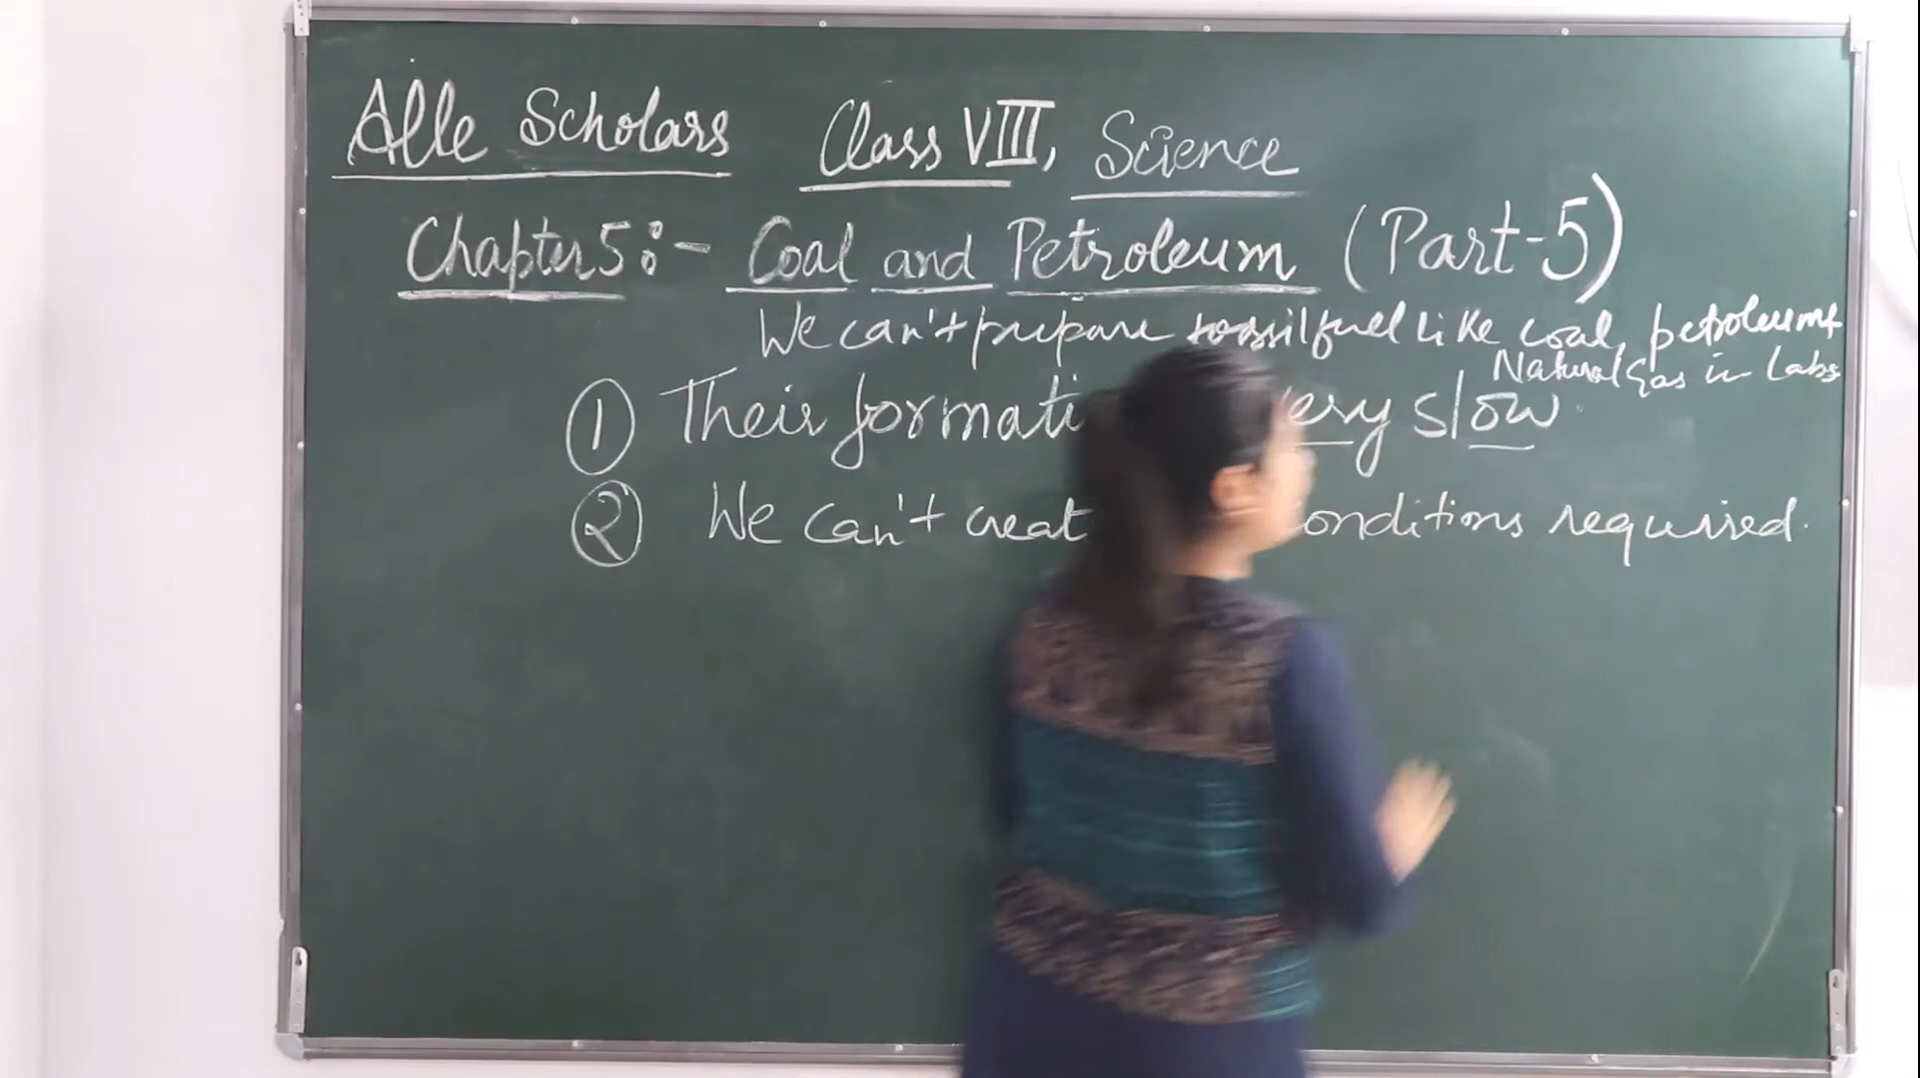 Alle Scholars Class VIII, Science
Chapter 5:- Coal and Petroleum (Part-5)
We can't prepare fossil fuel like coal, petroleum &
Natural Gas in Labs
① Their formati ery slow.
② We can't creat onditions required.